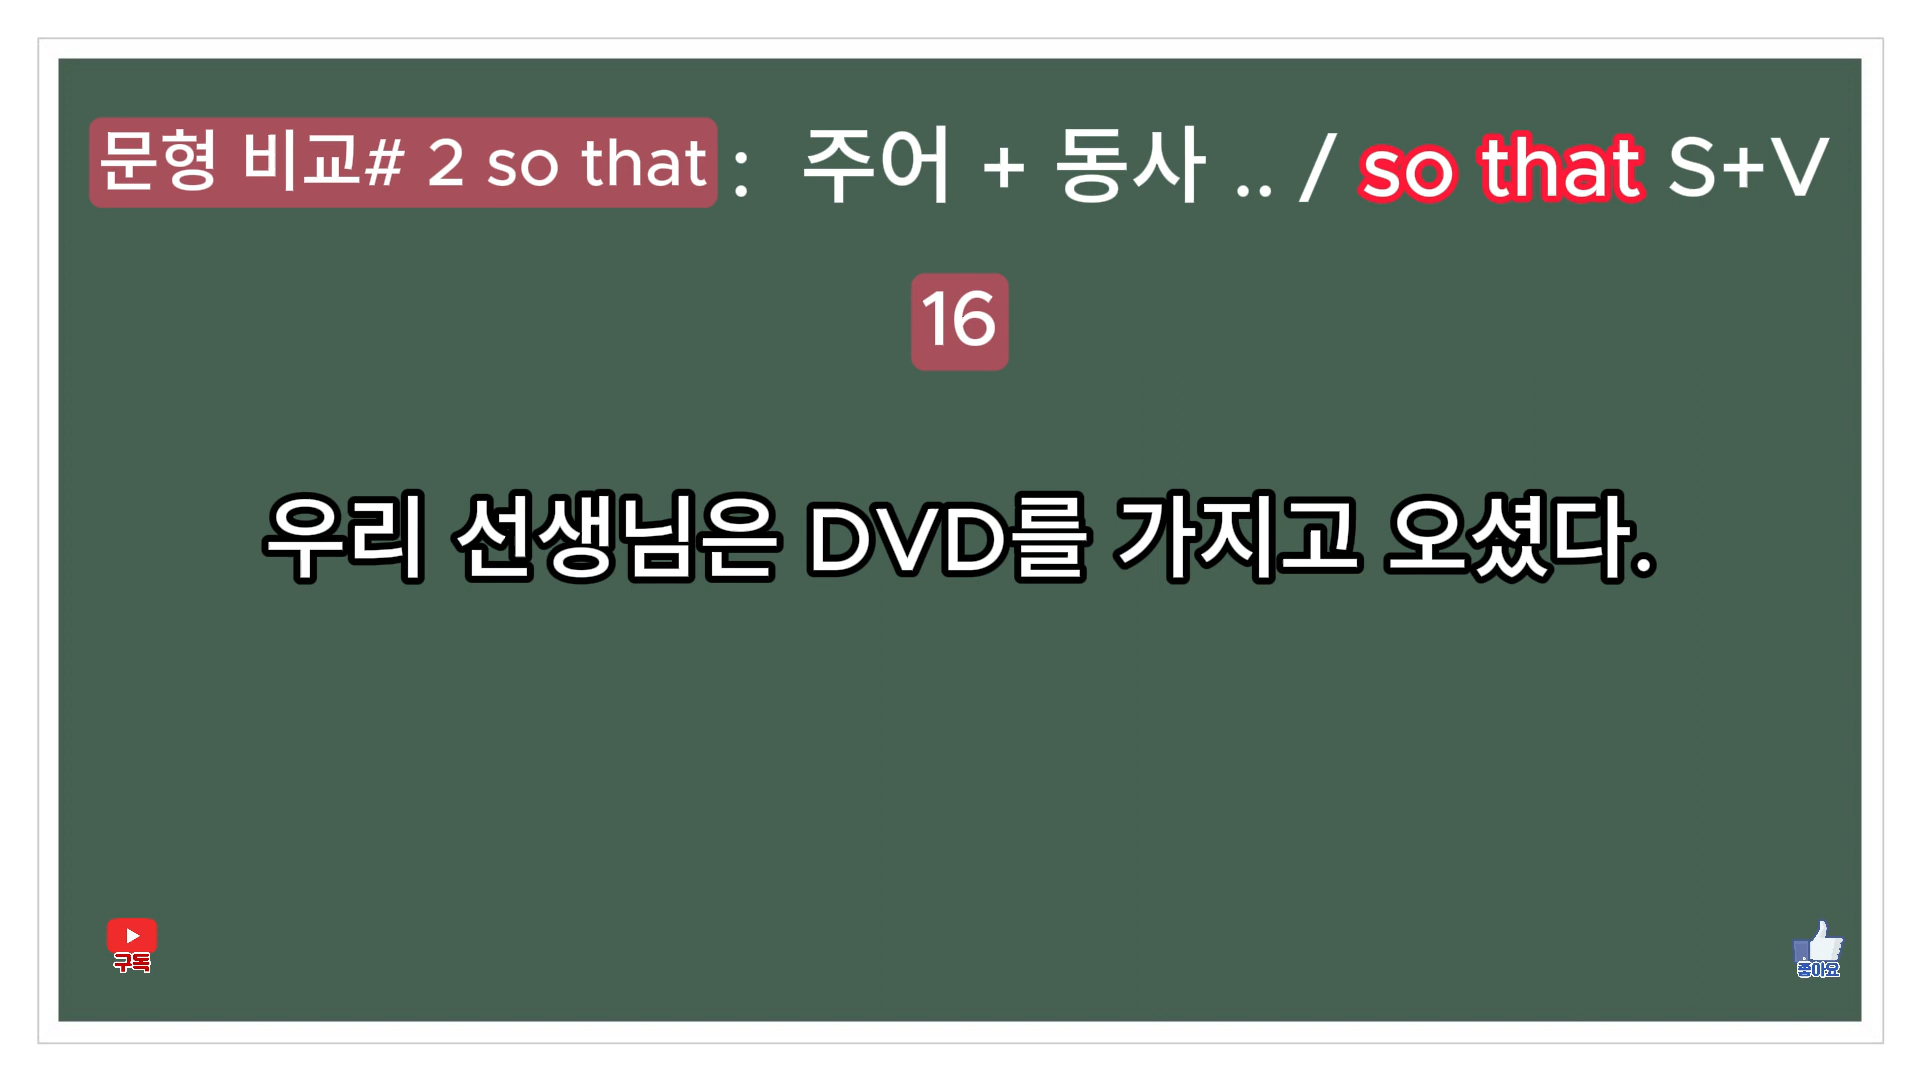 문형 비교# 2 so that : 주어 + 동사 .. / so that S+V
16
우리 선생님은 DVD를 가지고 오셨다.
구독
좋아요